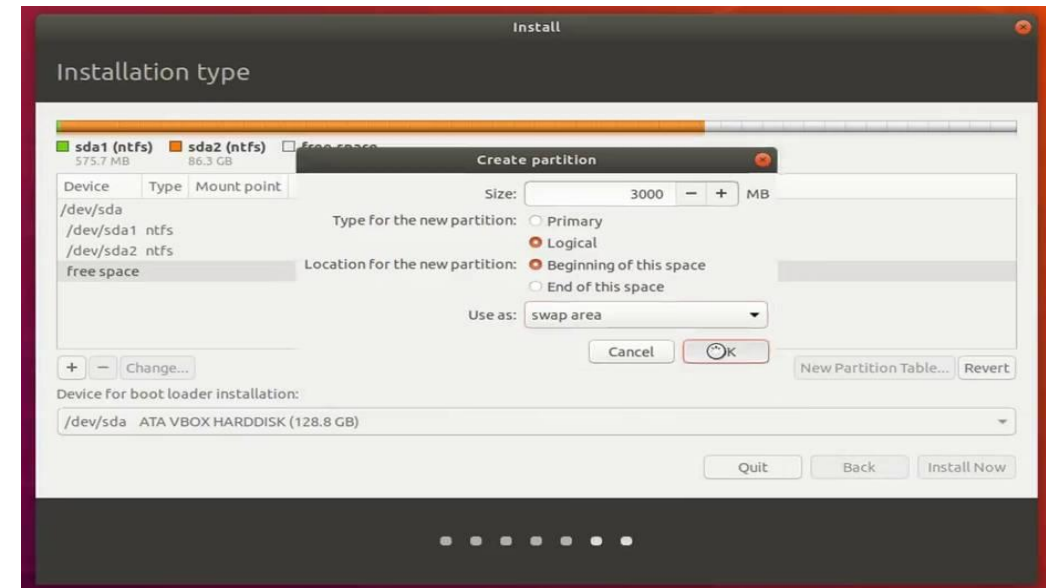 Install
Installation type
sda1 (ntfs) sda2 (ntfs) free space
575.7 MB 86.3 GB
Create partition
Device Type Mount point
Size: 3000 − + MB
/dev/sda
Type for the new partition: Primary
/dev/sda1 ntfs
Logical
/dev/sda2 ntfs
Location for the new partition: Beginning of this space
free space
End of this space
Use as: swap area
Cancel OK
+ − Change... New Partition Table... Revert
Device for boot loader installation:
/dev/sda ATA VBOX HARDDISK (128.8 GB)
Quit Back Install Now